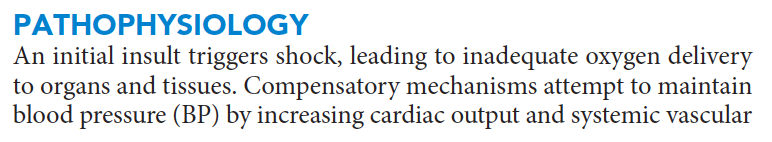 PATHOPHYSIOLOGY
An initial insult triggers shock, leading to inadequate oxygen delivery
to organs and tissues. Compensatory mechanisms attempt to maintain
blood pressure (BP) by increasing cardiac output and systemic vascular